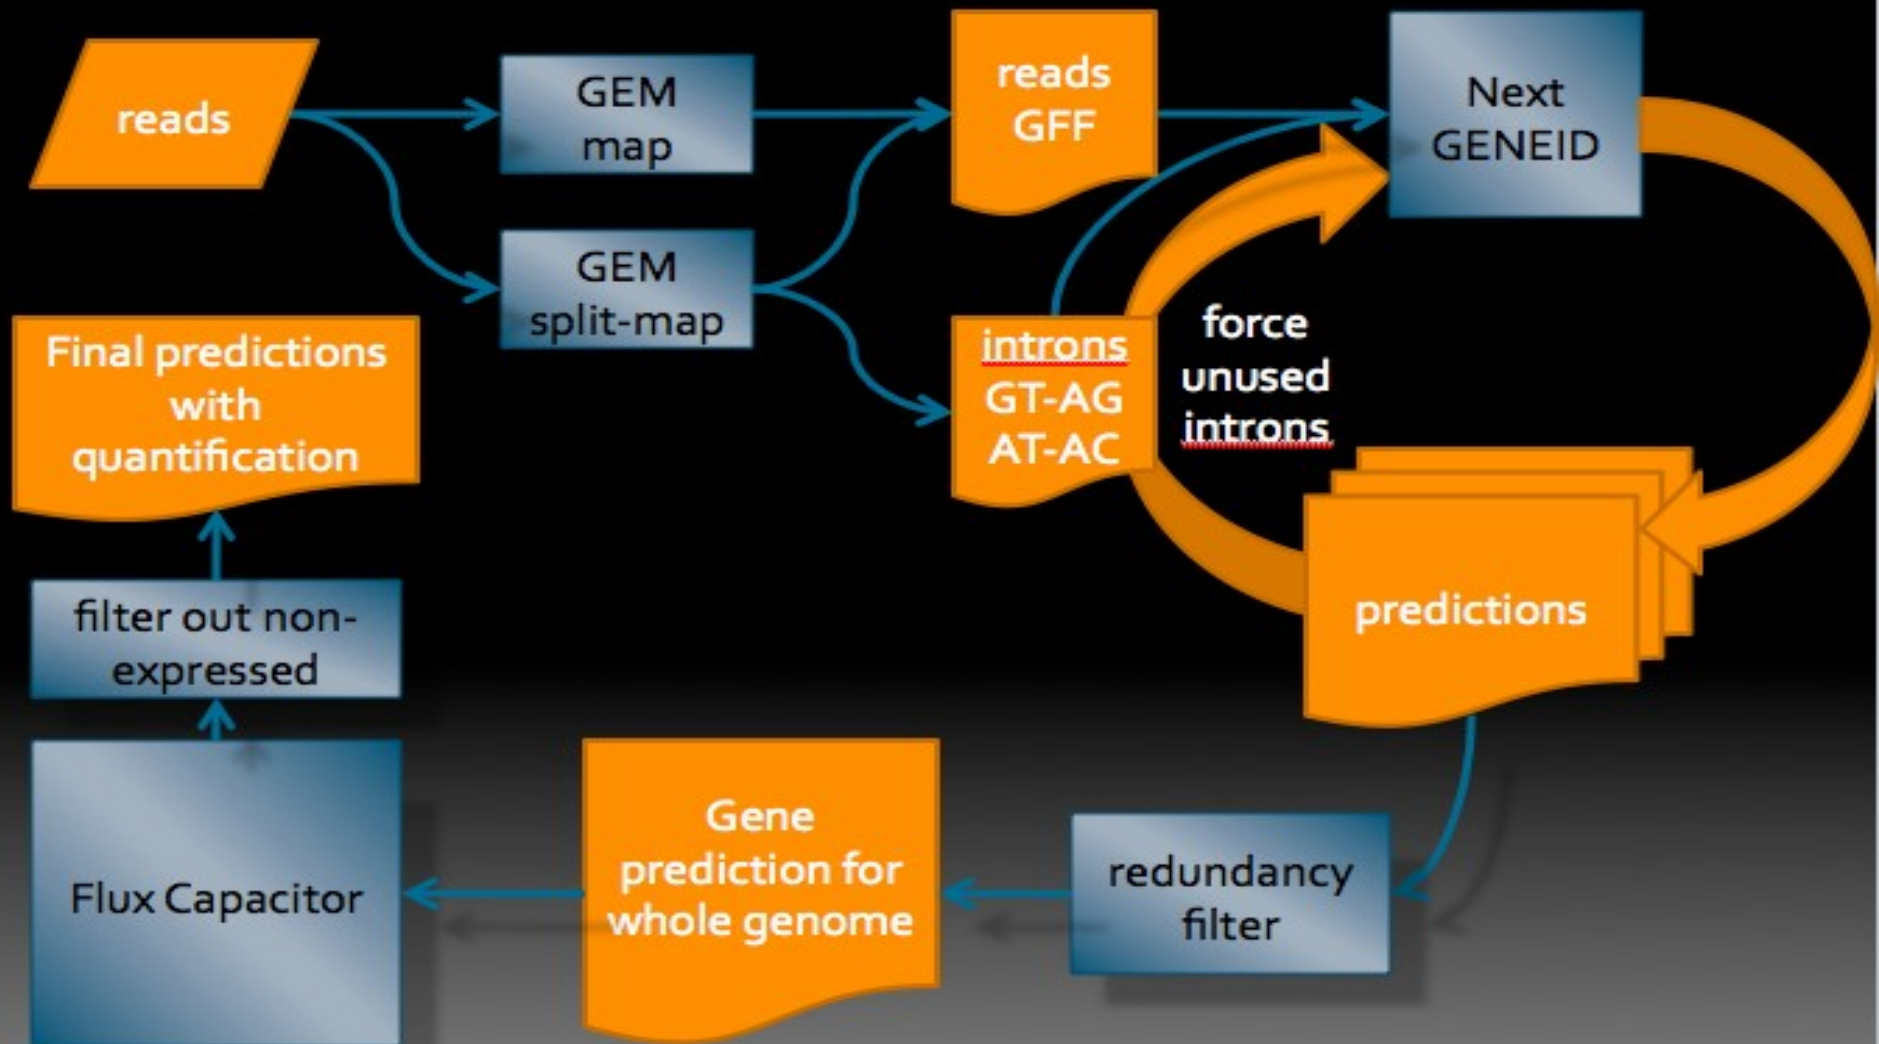 reads
GEM
map
reads
GFF
Next
GENEID
GEM
split-map
introns
GT-AG
AT-AC
force
unused
introns
Final predictions
with
quantification
predictions
filter out non-
expressed
Flux Capacitor
Gene
prediction for
whole genome
redundancy
filter